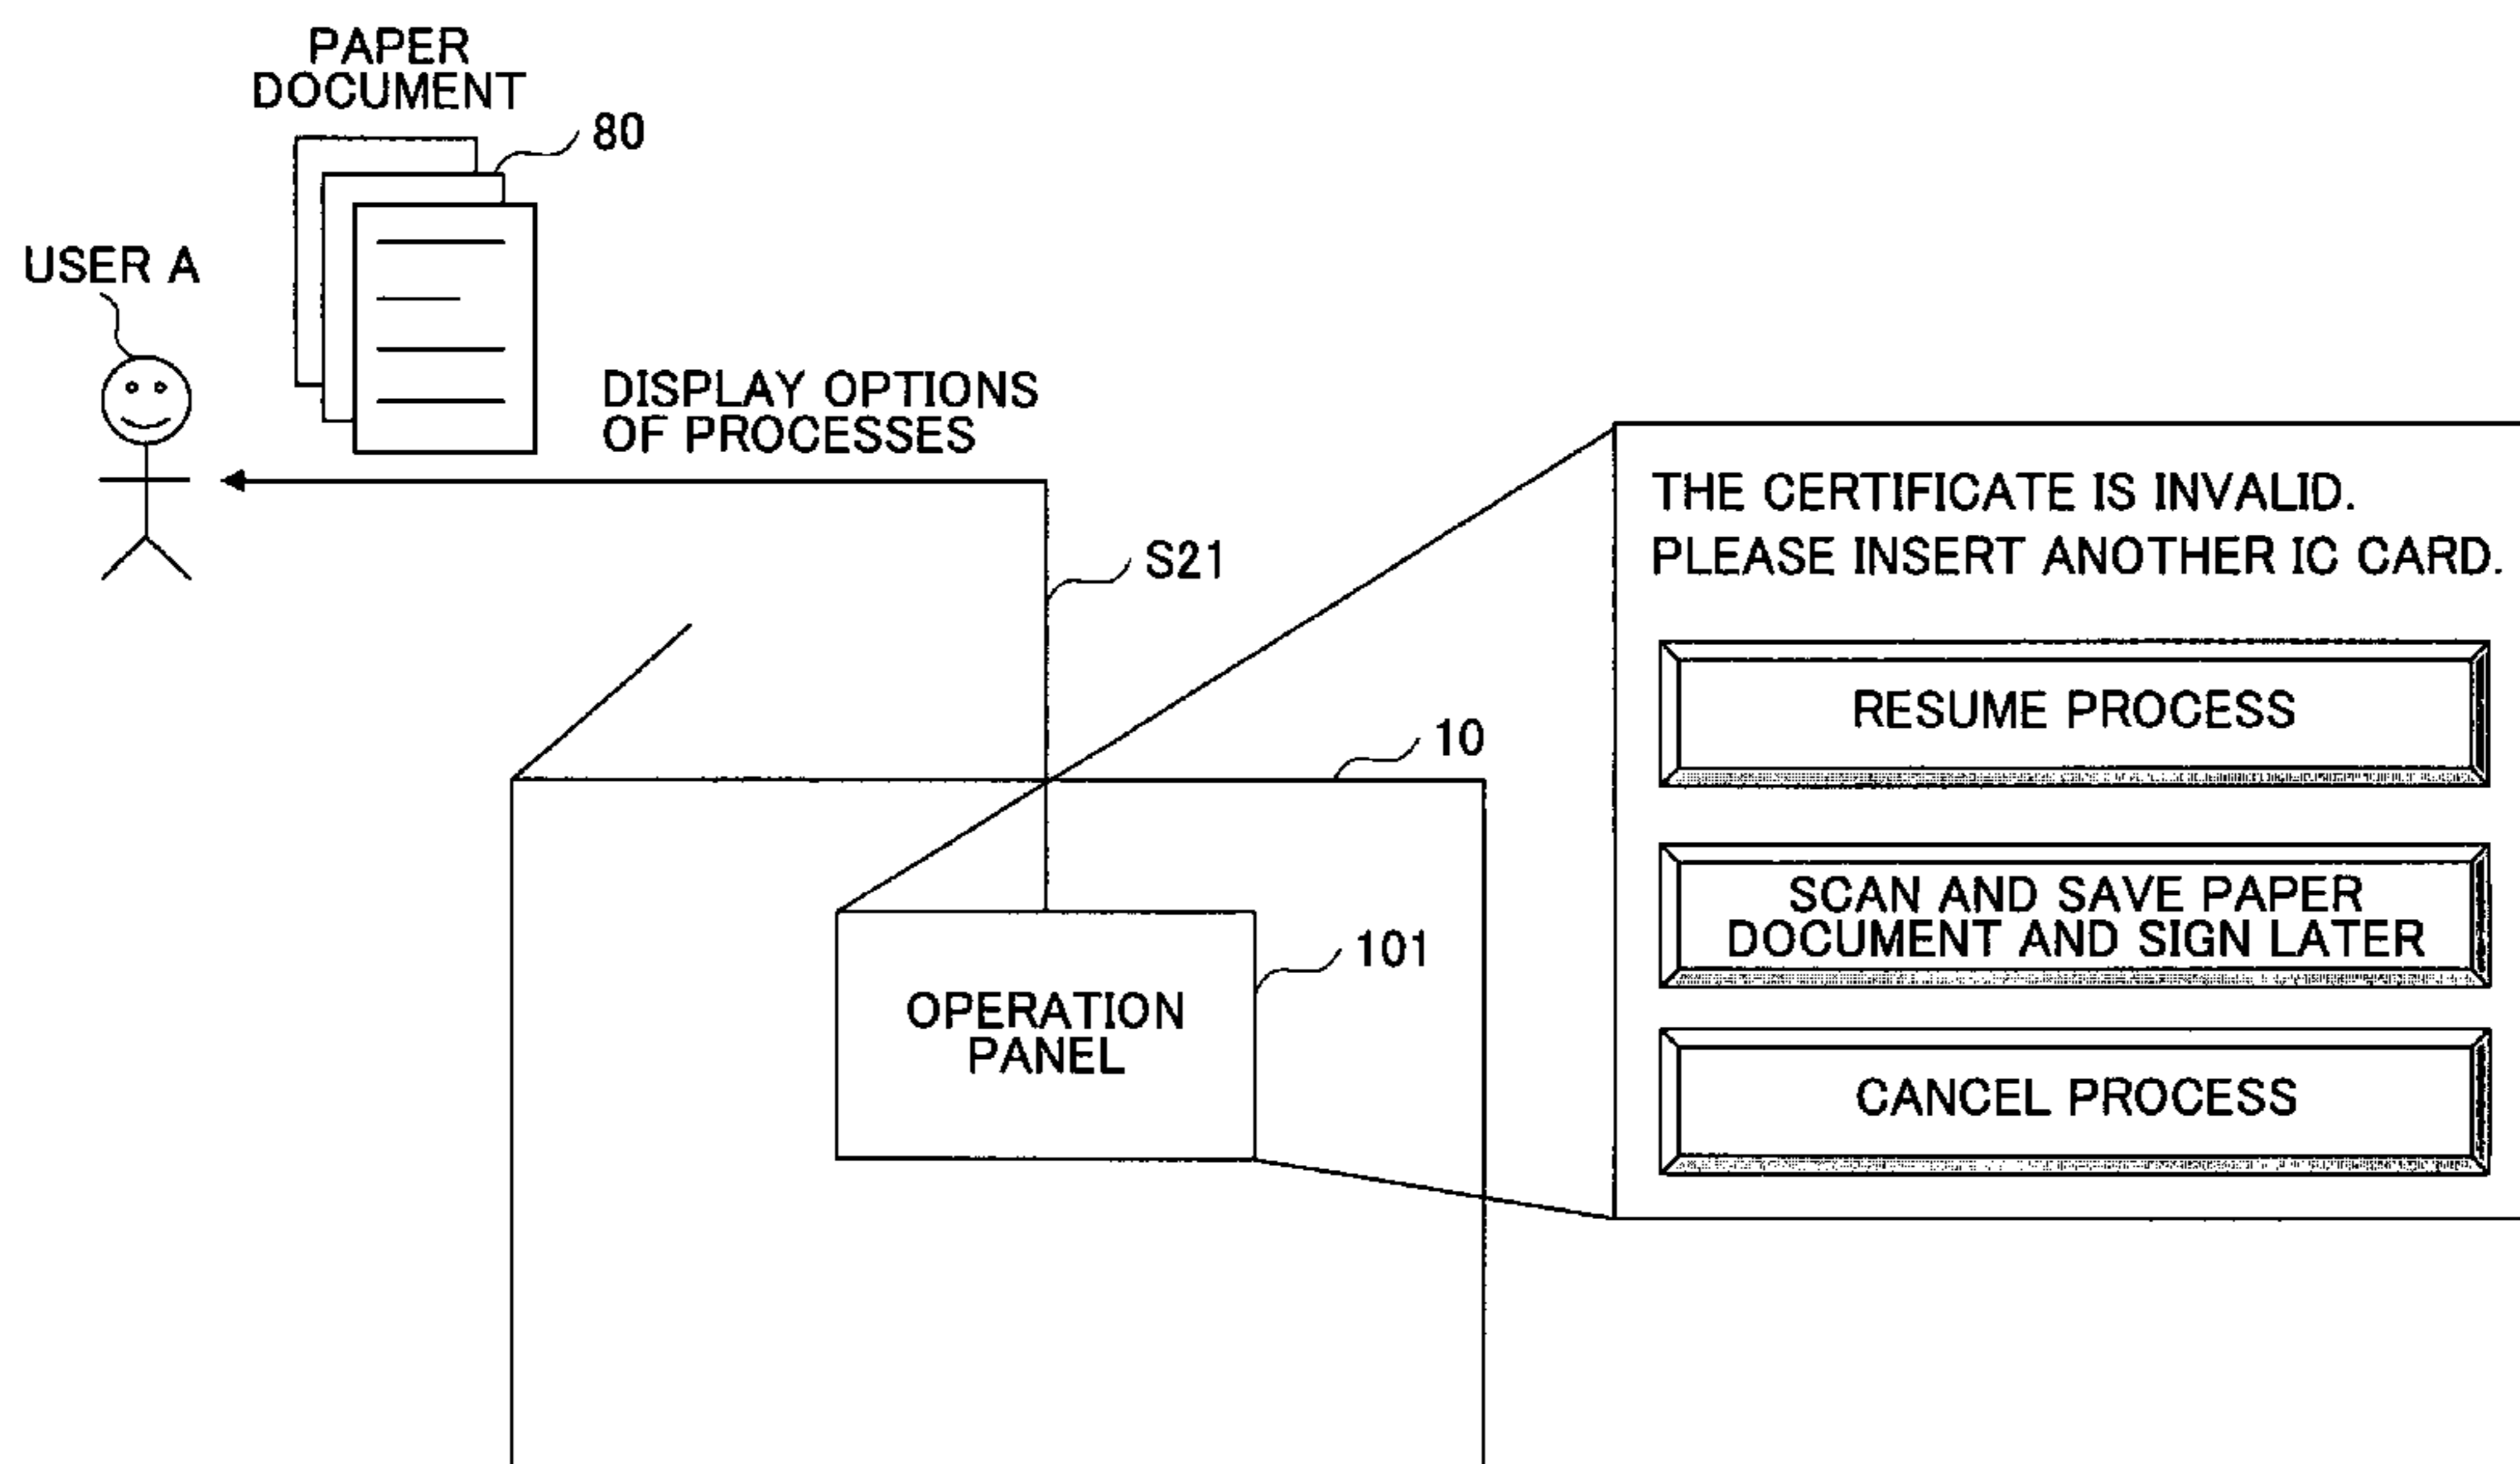 PAPER
DOCUMENT
80
USER A
DISPLAY OPTIONS
OF PROCESSES
S21
10
101
OPERATION
PANEL
THE CERTIFICATE IS INVALID.
PLEASE INSERT ANOTHER IC CARD.
RESUME PROCESS
SCAN AND SAVE PAPER
DOCUMENT AND SIGN LATER
CANCEL PROCESS